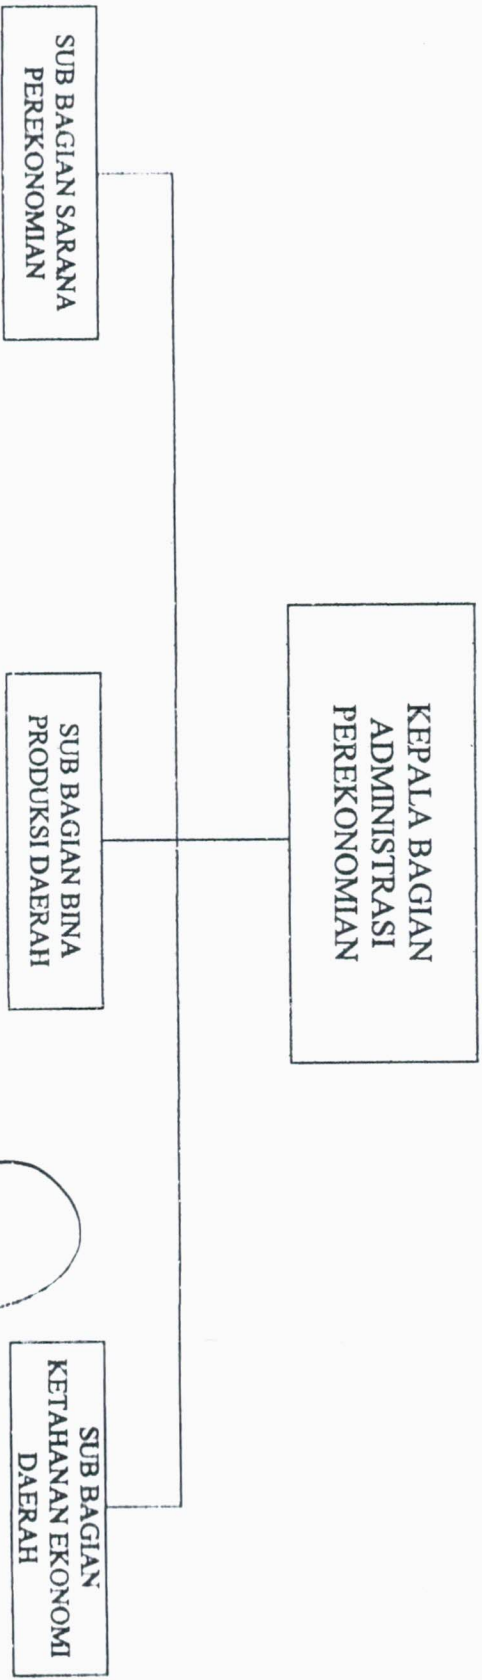 KEPALA BAGIAN
ADMINISTRASI
PEREKONOMIAN
SUB BAGIAN SARANA
PEREKONOMIAN
SUB BAGIAN BINA
PRODUKSI DAERAH
SUB BAGIAN
KETAHANAN EKONOMI
DAERAH